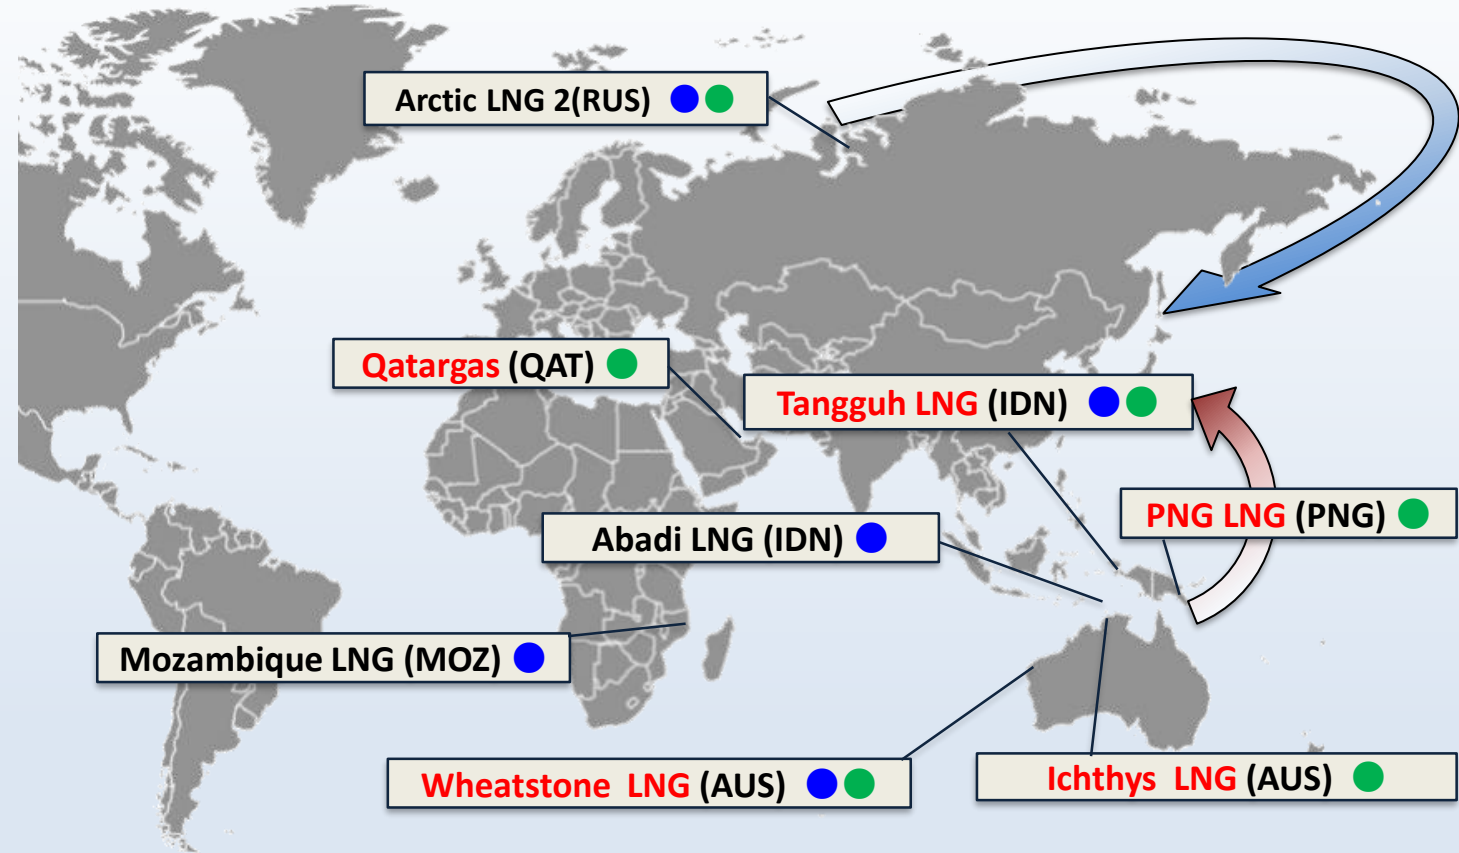 Arctic LNG 2(RUS)
Qatargas (QAT)
Tangguh LNG (IDN)
PNG LNG (PNG)
Abadi LNG (IDN)
Mozambique LNG (MOZ)
Wheatstone LNG (AUS)
Ichthys LNG (AUS)